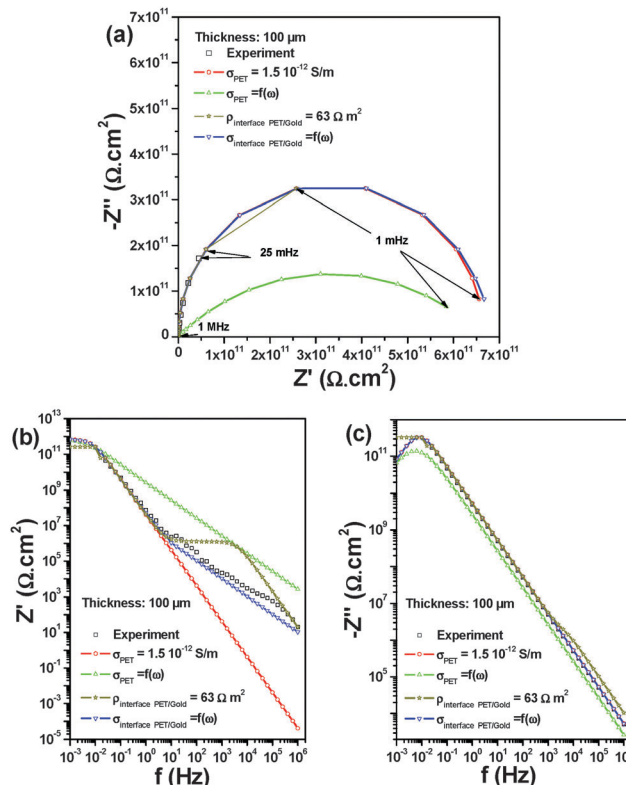 (a)
Thickness: 100 µm
Experiment
σPET = 1.5 10⁻¹² S/m
σPET =f(ω)
ρinterface PET/Gold = 63 Ω m²
σinterface PET/Gold =f(ω)
7x10¹¹
6x10¹¹
5x10¹¹
4x10¹¹
3x10¹¹
2x10¹¹
1x10¹¹
0
-Z'' (Ω.cm²)
25 mHz
1 mHz
1 MHz
0 1x10¹¹ 2x10¹¹ 3x10¹¹ 4x10¹¹ 5x10¹¹ 6x10¹¹ 7x10¹¹
Z' (Ω.cm²)
(b)
10¹³
10¹¹
10⁹
10⁷
10⁵
10³
10¹
10⁻¹
10⁻³
10⁻⁵
Z' (Ω.cm²)
Thickness: 100 µm
Experiment
σPET = 1.5 10⁻¹² S/m
σPET =f(ω)
ρinterface PET/Gold = 63 Ω m²
σinterface PET/Gold =f(ω)
10⁻³ 10⁻² 10⁻¹ 10⁰ 10¹ 10² 10³ 10⁴ 10⁵ 10⁶
f (Hz)
(c)
10¹¹
10⁹
10⁶
10⁴
-Z'' (Ω.cm²)
Thickness: 100 µm
Experiment
σPET = 1.5 10⁻¹² S/m
σPET =f(ω)
ρinterface PET/Gold = 63 Ω m²
σinterface PET/Gold =f(ω)
10⁻³ 10⁻² 10⁻¹ 10⁰ 10¹ 10² 10³ 10⁴ 10⁵ 10⁶
f (Hz)